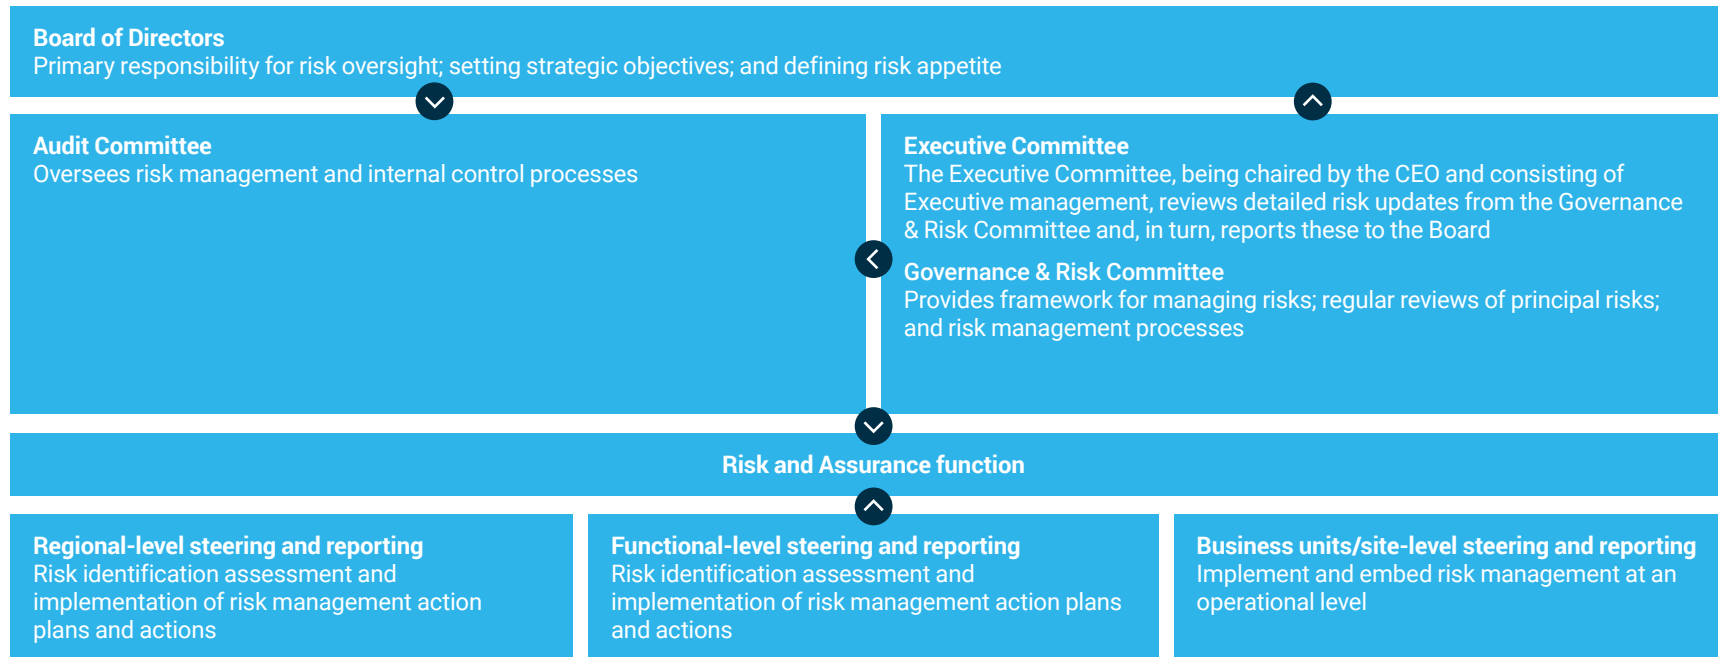 Board of Directors
Primary responsibility for risk oversight; setting strategic objectives; and defining risk appetite
Audit Committee
Oversees risk management and internal control processes
Executive Committee
The Executive Committee, being chaired by the CEO and consisting of
Executive management, reviews detailed risk updates from the Governance
& Risk Committee and, in turn, reports these to the Board
Governance & Risk Committee
Provides framework for managing risks; regular reviews of principal risks;
and risk management processes
Risk and Assurance function
Regional-level steering and reporting
Risk identification assessment and
implementation of risk management action
plans and actions
Functional-level steering and reporting
Risk identification assessment and
implementation of risk management action plans
and actions
Business units/site-level steering and reporting
Implement and embed risk management at an
operational level